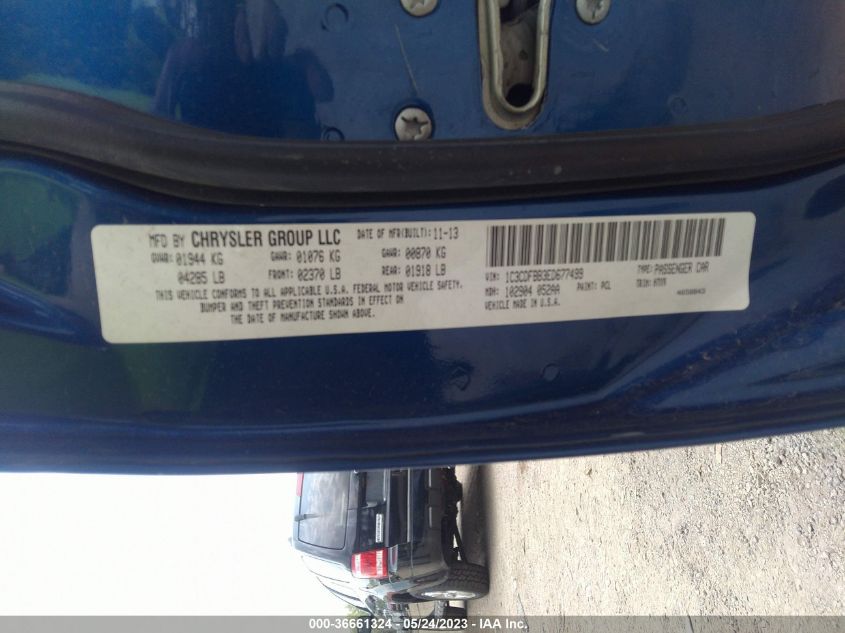 MFD BY CHRYSLER GROUP LLC DATE OF MFR(BUILT): 11-13
GVWR: 01944 KG GAWR: 01076 KG GAWR: 00870 KG
04285 LB FRONT: 02370 LB REAR: 01918 LB
THIS VEHICLE CONFORMS TO ALL APPLICABLE U.S.A. FEDERAL MOTOR VEHICLE SAFETY,
BUMPER AND THEFT PREVENTION STANDARDS IN EFFECT ON
THE DATE OF MANUFACTURE SHOWN ABOVE.
VIN: 1C3CDFBB3ED677499 TYPE: PASSENGER CAR
MDH: 102904 052AA PAINT: PCL TRIM:
VEHICLE MADE IN U.S.A.
000-36661324 - 05/24/2023 - IAA Inc.